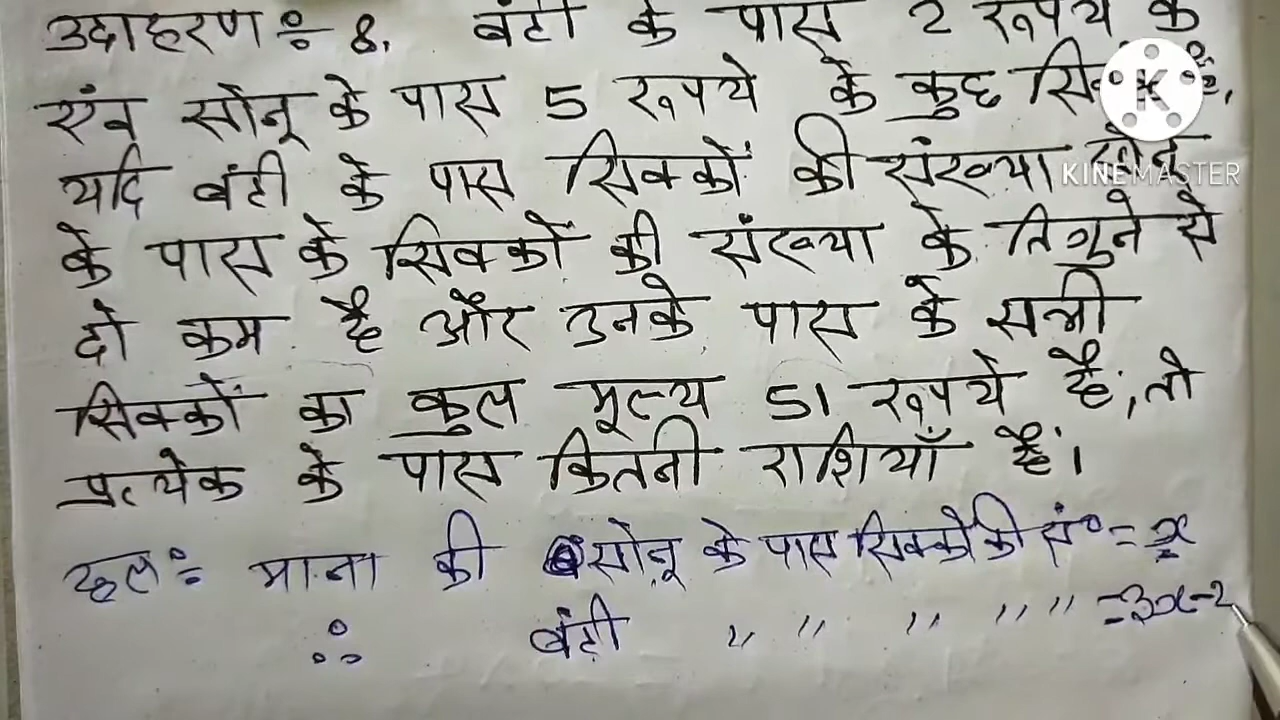 उदाहरण ÷ 8. बंटी के पास 2 रूपये के
एंव सोनू के पास 5 रूपये के कुछ
यदि बंटी के पास सिक्कों की संख्या सोनू
के पास के सिक्कों की संख्या के तिगुने से
दो कम है और उनके पास के सभी
सिक्कों का कुल मूल्य 51 रूपये है, तो
प्रत्येक के पास कितनी राशियाँ हैं।
हल ÷ माना की सोनू के पास सिक्कों की सं० = x
∴ बंटी " " " " " = 3x-2
K
KINEMASTER